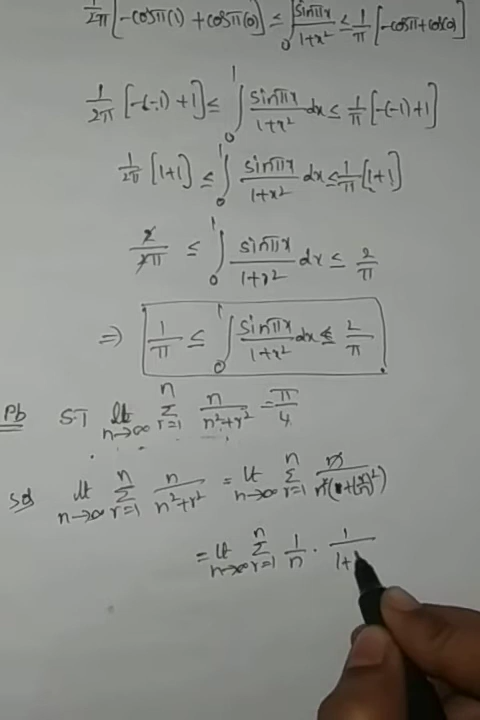 1/2π [-cosπ(1) + cosπ(0)] ≤ ∫₀ sinπx/1+x² ≤ 1/π [-cosπ + cos(0)]
1/2π [-(-1) + 1] ≤ ∫₀¹ sinπx/1+x² dx ≤ 1/π [-(-1) + 1]
1/2π [1+1] ≤ ∫₀¹ sinπx/1+x² dx ≤ 1/π [1+1]
2/2π ≤ ∫₀¹ sinπx/1+x² dx ≤ 2/π
⇒ 1/π ≤ ∫₀¹ sinπx/1+x² dx ≤ 2/π
Pb ST lt n→∞ Σ r=1 n n/n²+r² = π/4
Sol lt n→∞ Σ r=1 n n/n²+r² = lt n→∞ Σ r=1 n n/n²(1+(r/n)²)
= lt n→∞ Σ r=1 n 1/n · 1/1+